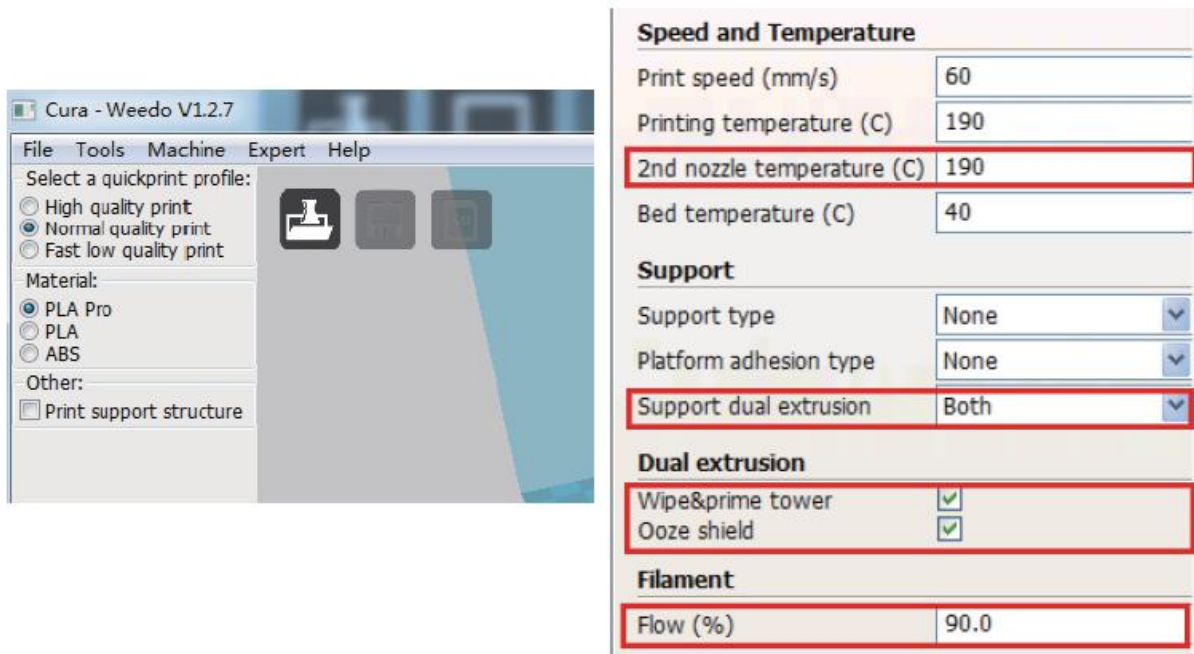 Cura - Weedo V1.2.7
File Tools Machine Expert Help
Select a quickprint profile:
High quality print
Normal quality print
Fast low quality print
Material:
PLA Pro
PLA
ABS
Other:
Print support structure
Speed and Temperature
Print speed (mm/s) 60
Printing temperature (C) 190
2nd nozzle temperature (C) 190
Bed temperature (C) 40
Support
Support type None
Platform adhesion type None
Support dual extrusion Both
Dual extrusion
Wipe&prime tower
Ooze shield
Filament
Flow (%) 90.0